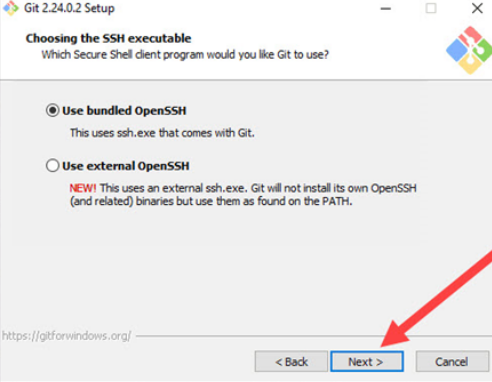 Git 2.24.0.2 Setup
Choosing the SSH executable
Which Secure Shell client program would you like Git to use?
Use bundled OpenSSH
This uses ssh.exe that comes with Git.
Use external OpenSSH
NEW! This uses an external ssh.exe. Git will not install its own OpenSSH
(and related) binaries but use them as found on the PATH.
https://gitforwindows.org/
< Back Next > Cancel